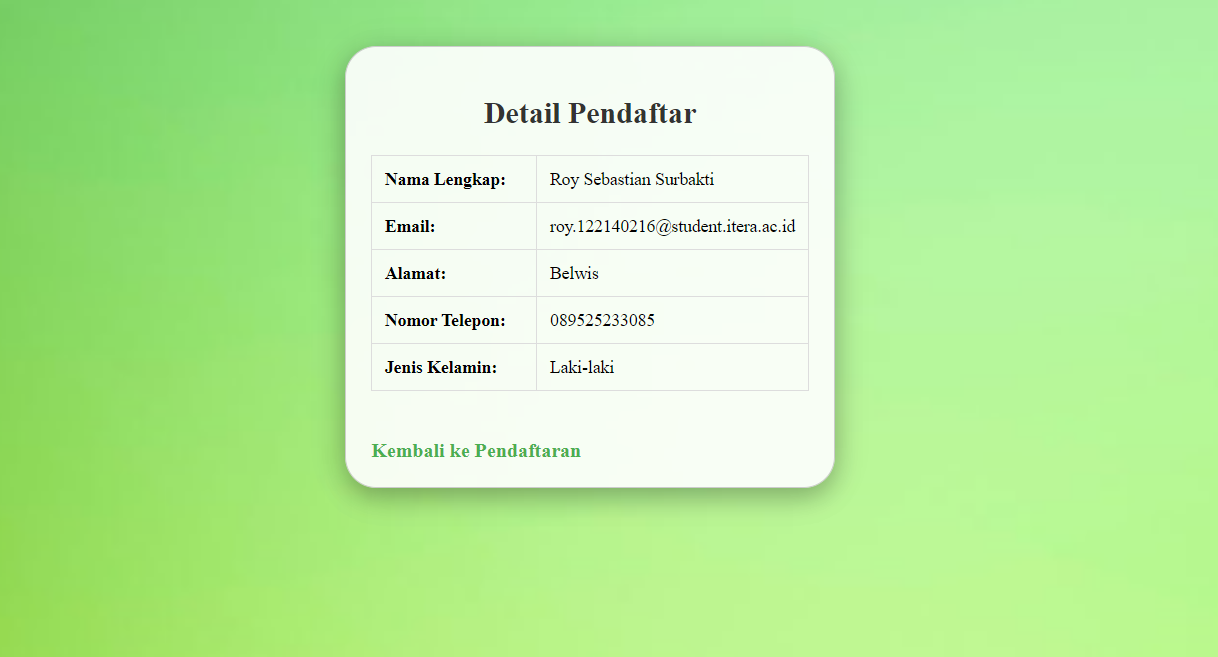 Detail Pendaftar
Nama Lengkap: Roy Sebastian Surbakti
Email: roy.122140216@student.itera.ac.id
Alamat: Belwis
Nomor Telepon: 089525233085
Jenis Kelamin: Laki-laki
Kembali ke Pendaftaran